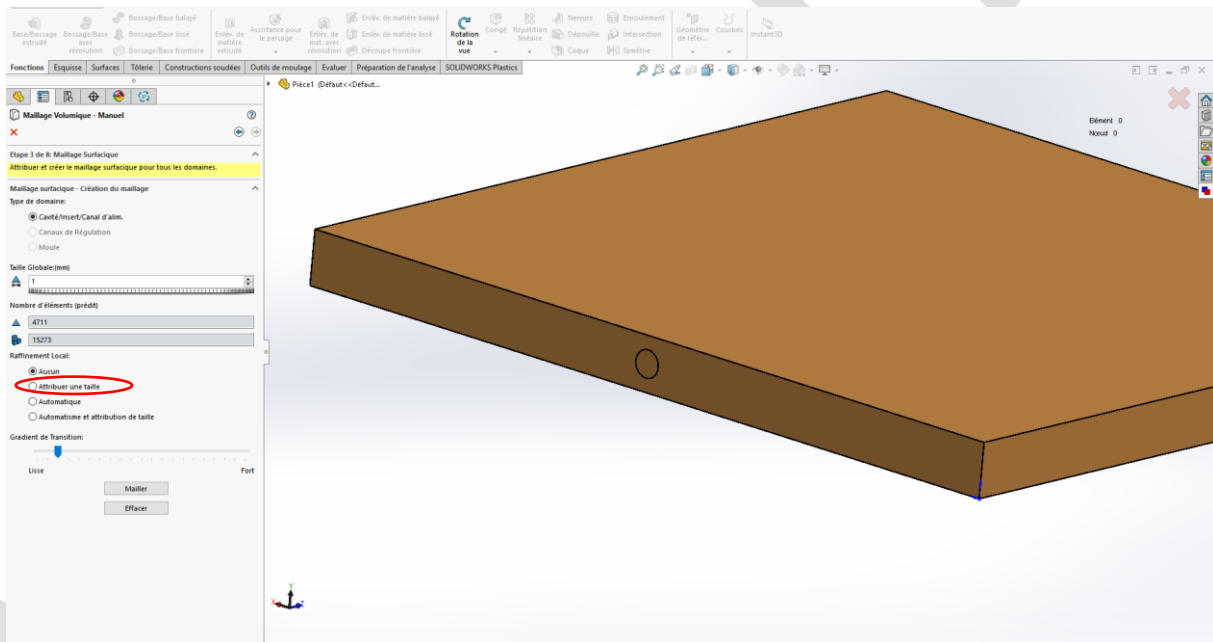 Base/Bossage extrudé
Bossage/Base avec révolution
Bossage/Base balayé
Bossage/Base lissé
Bossage/Base frontière
Enlèv. de matière extrudé
Assistance pour le perçage
Enlèv. de mat. avec révolution
Enlèv. de matière balayé
Enlèv. de matière lissé
Découpe frontière
Rotation de la vue
Congé
Répétition linéaire
Nervure
Dépouille
Coque
Enroulement
Intersection
Symétrie
Géométrie de référ...
Courbes
Instant3D
Fonctions Esquisse Surfaces Tôlerie Constructions soudées Outils de moulage Evaluer Préparation de l'analyse SOLIDWORKS Plastics
Pièce1 (Défaut<<Défaut...
Maillage Volumique - Manuel
Etape 3 de 8: Maillage Surfacique
Attribuer et créer le maillage surfacique pour tous les domaines.
Maillage surfacique - Création du maillage
Type de domaine:
Cavité/Insert/Canal d'alim.
Canaux de Régulation
Moule
Taille Globale:(mm)
1
Nombre d'éléments (prédit)
4711
15273
Raffinement Local:
Aucun
Attribuer une taille
Automatique
Automatisme et attribution de taille
Gradient de Transition:
Lisse Fort
Mailler
Effacer
Elément 0
Nœud 0
Y
X
Z